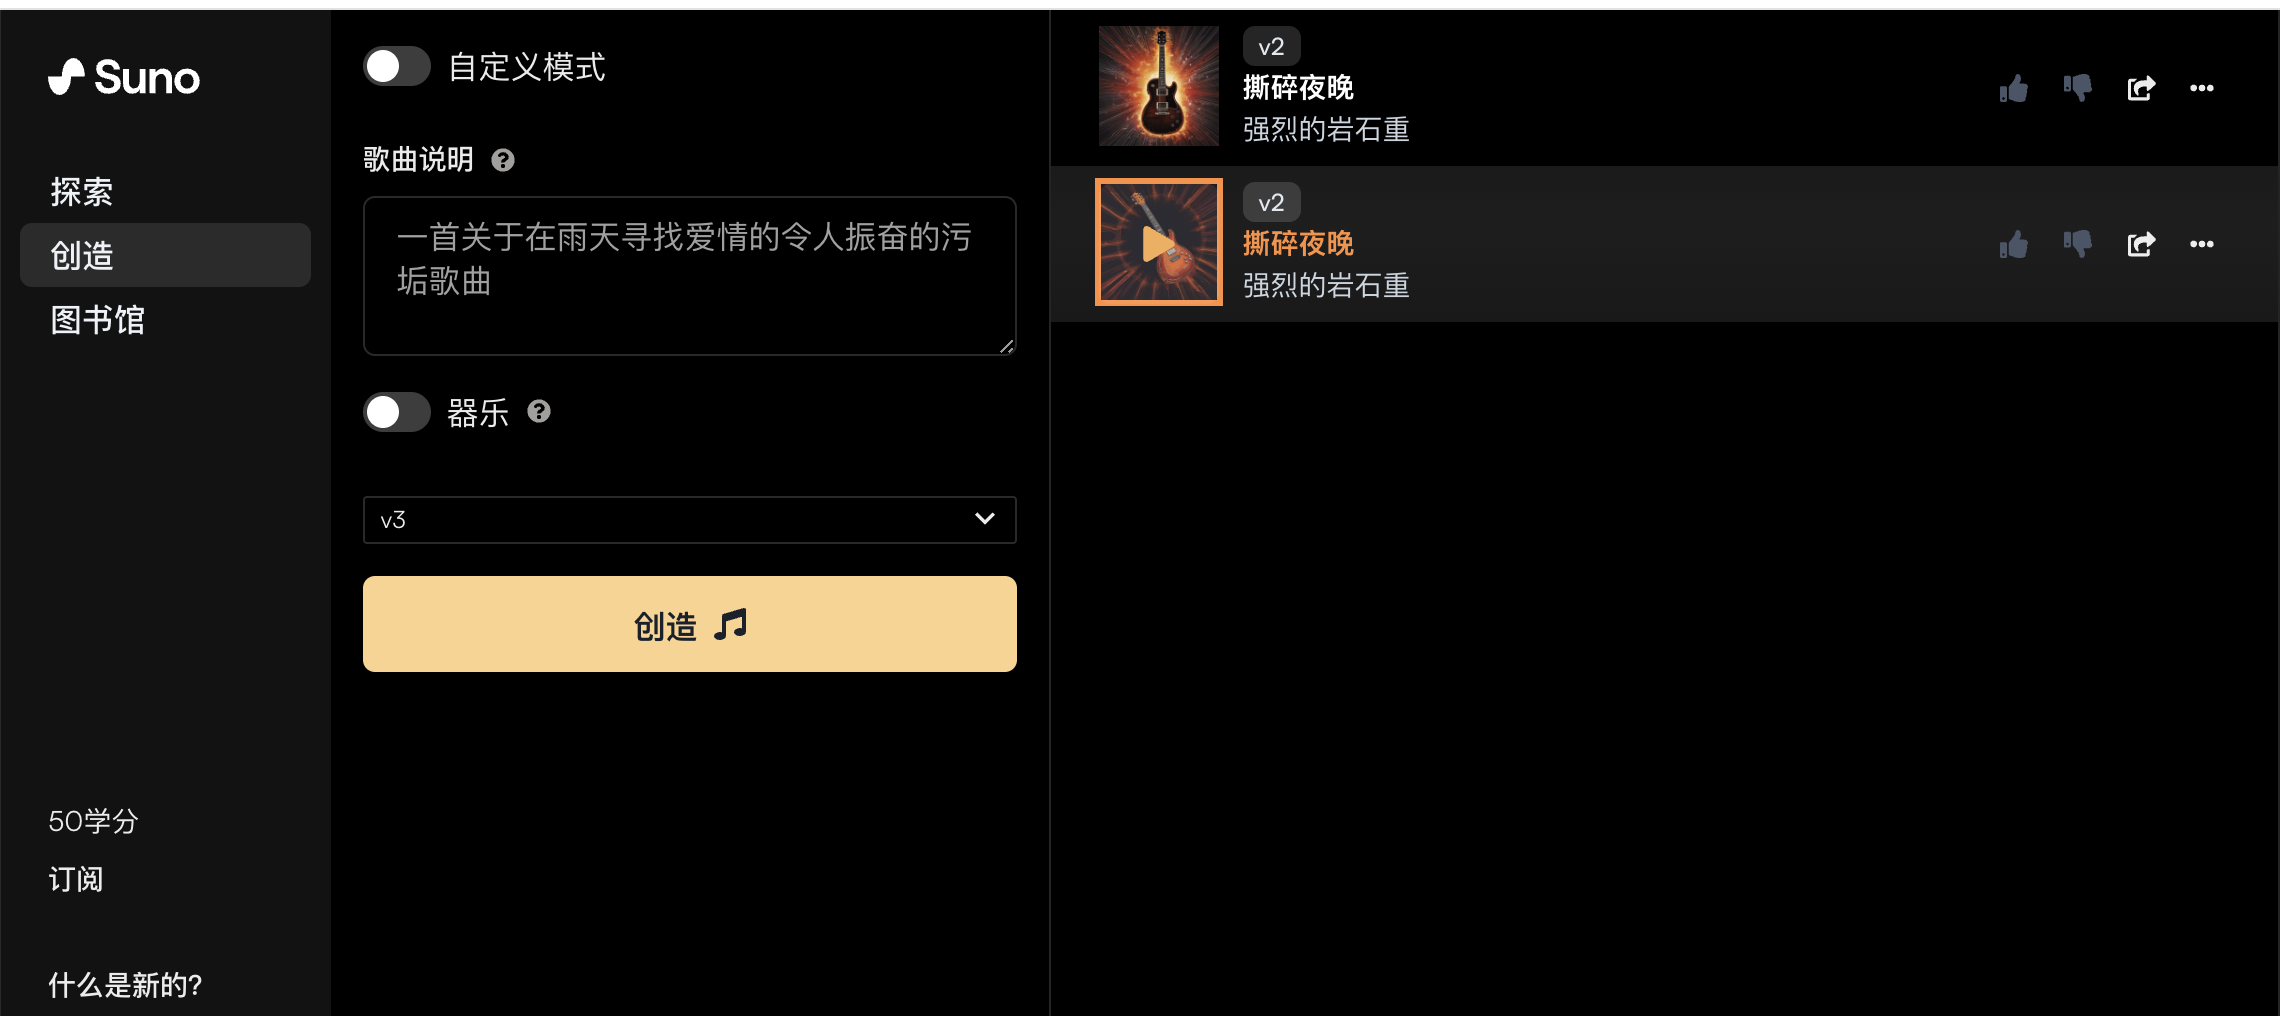 Suno
探索
创造
图书馆
50学分
订阅
什么是新的?
自定义模式
歌曲说明
一首关于在雨天寻找爱情的令人振奋的污
垢歌曲
器乐
v3
创造
v2
撕碎夜晚
强烈的岩石重
v2
撕碎夜晚
强烈的岩石重